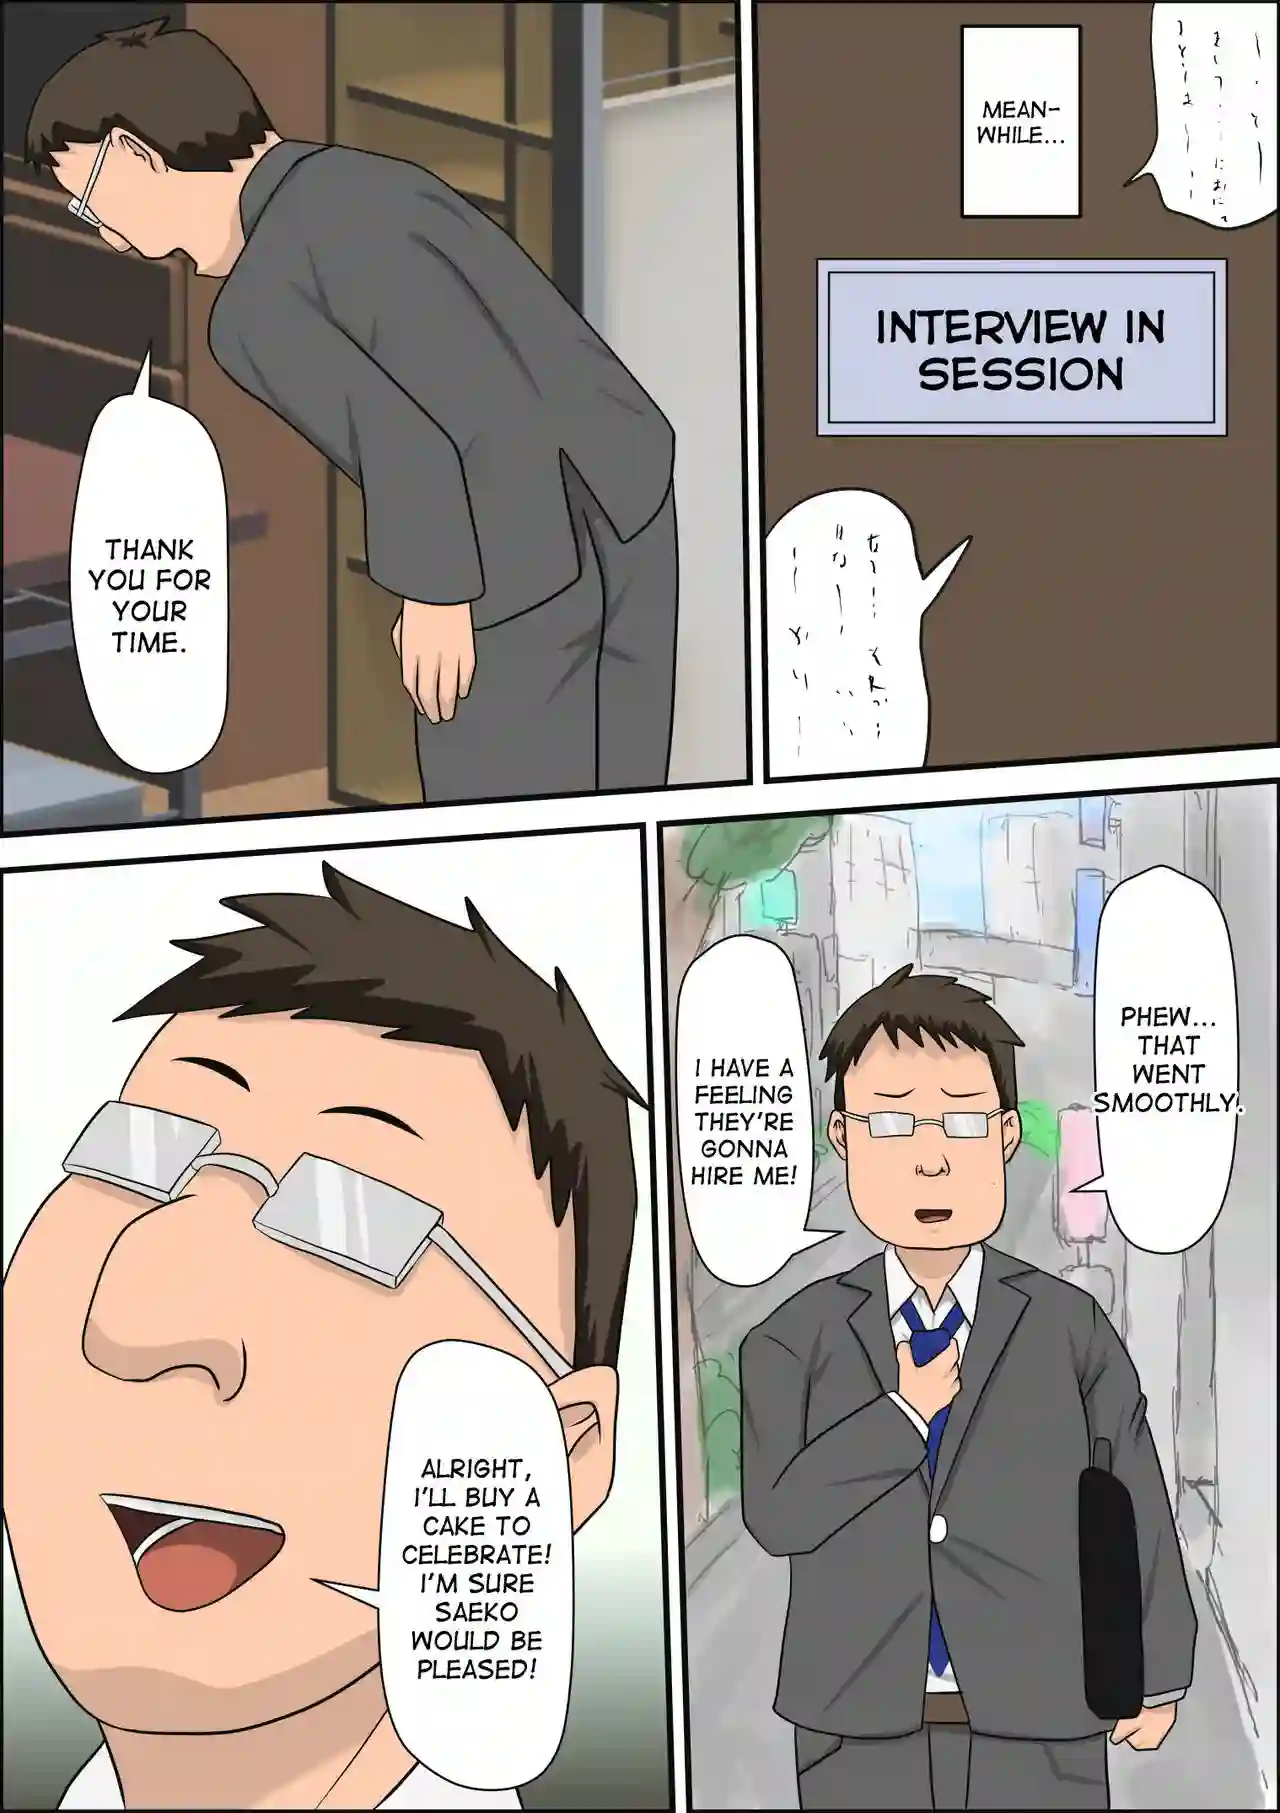 MEAN-
WHILE...
INTERVIEW IN
SESSION
THANK
YOU FOR
YOUR
TIME.
PHEW...
THAT
WENT
SMOOTHLY.
I HAVE A
FEELING
THEY'RE
GONNA
HIRE ME!
ALRIGHT,
I'LL BUY A
CAKE TO
CELEBRATE!
I'M SURE
SAEKO
WOULD BE
PLEASED!